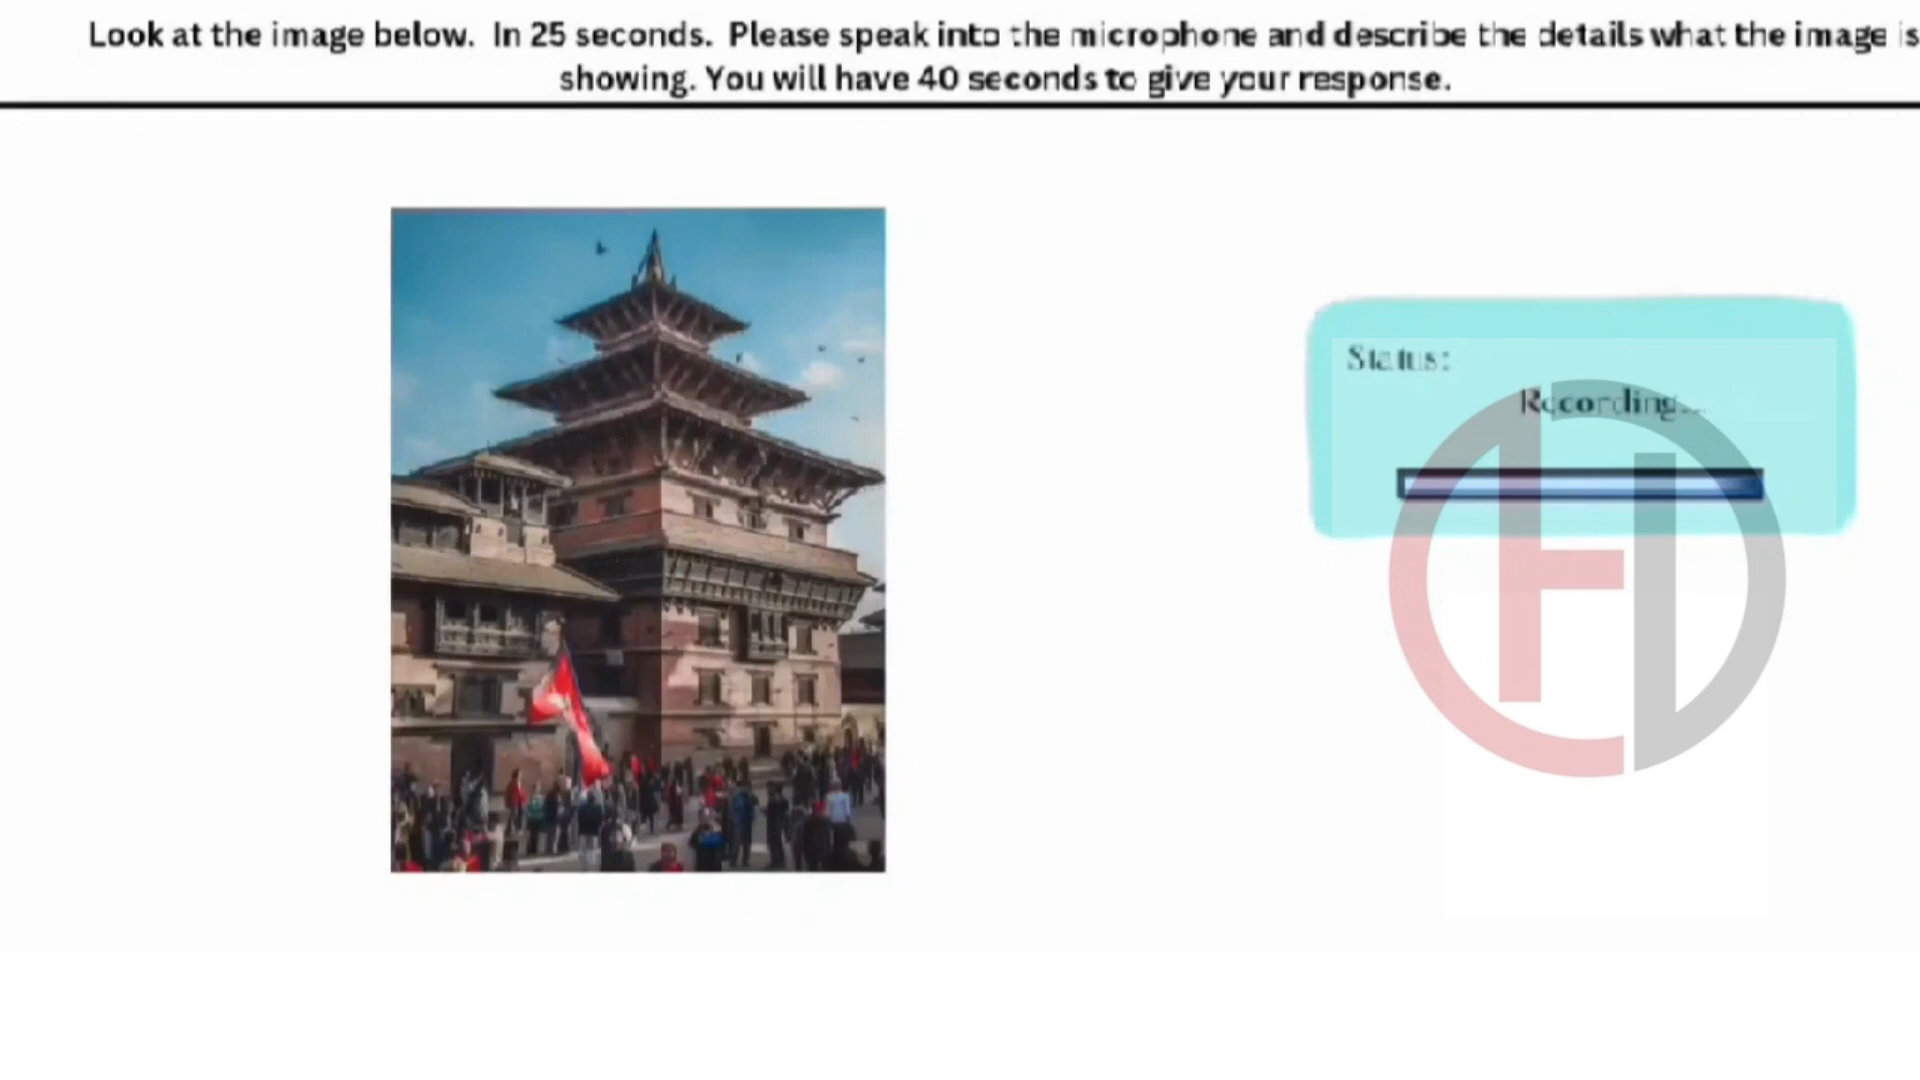 Look at the image below. In 25 seconds. Please speak into the microphone and describe the details what the image is
showing. You will have 40 seconds to give your response.
Status:
Recording...